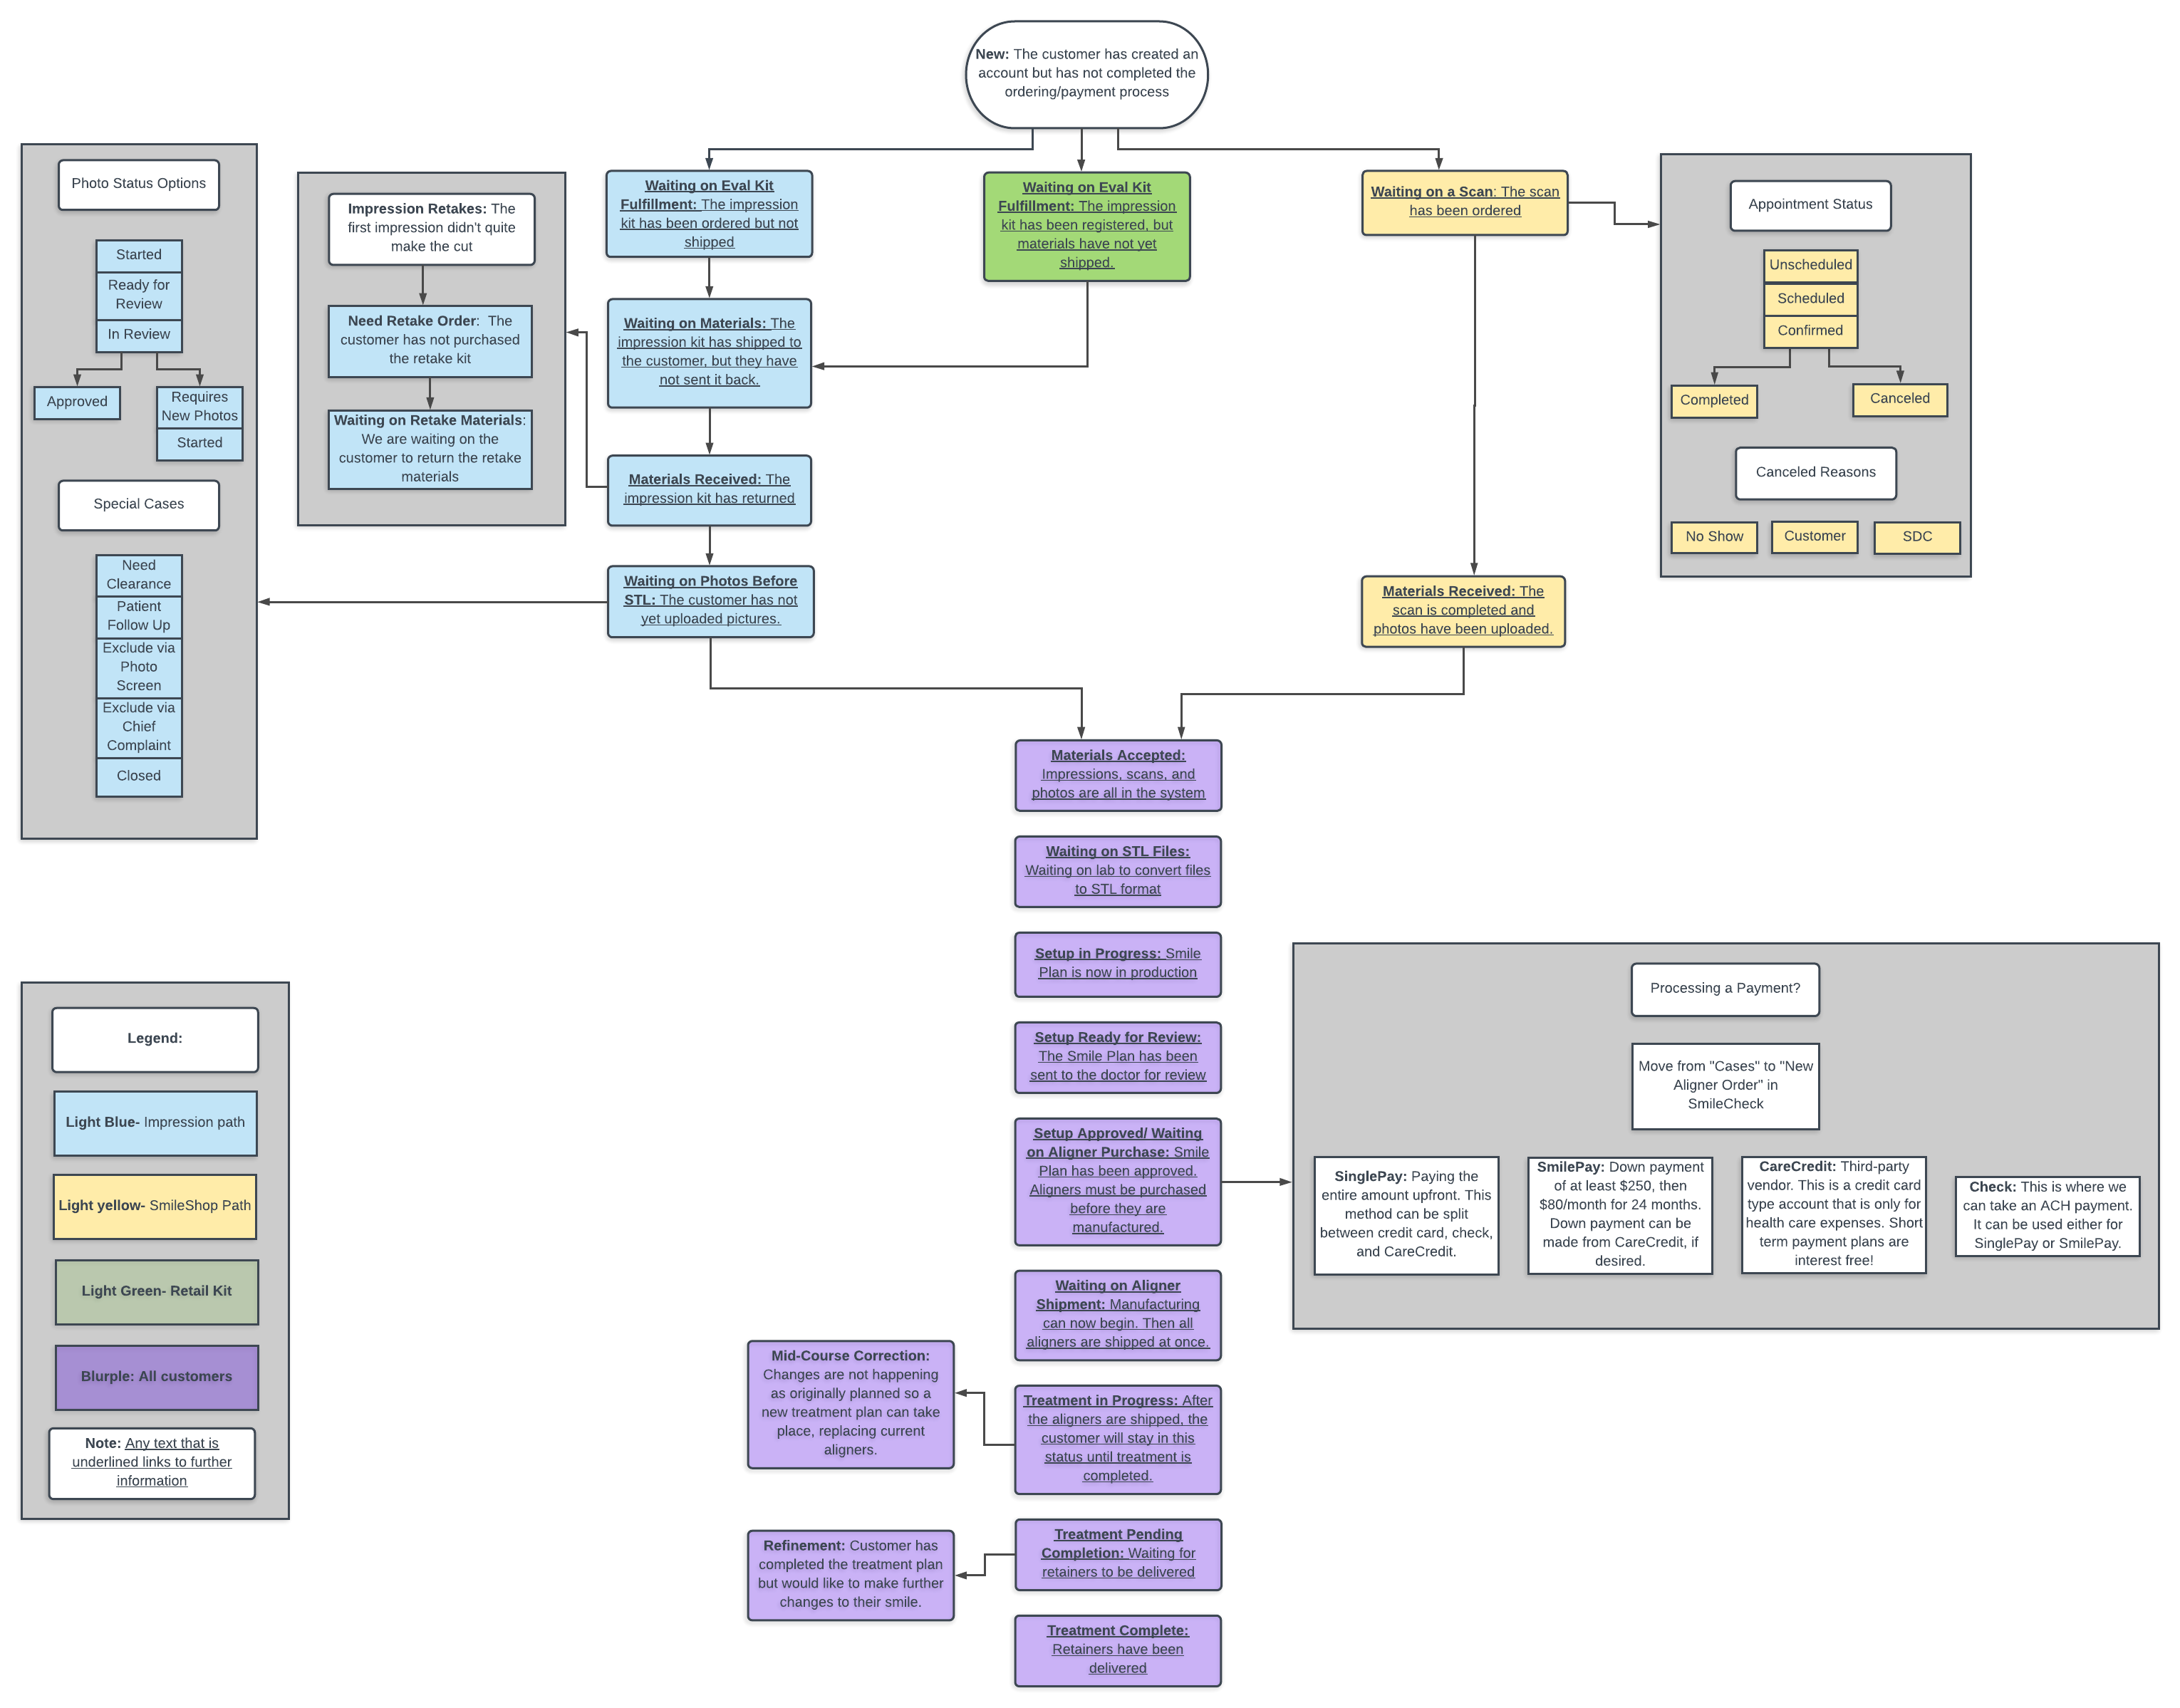 New: The customer has created an
account but has not completed the
ordering/payment process
Photo Status Options
Started
Ready for
Review
In Review
Approved
Requires
New Photos
Started
Special Cases
Need
Clearance
Patient
Follow Up
Exclude via
Photo
Screen
Exclude via
Chief
Complaint
Closed
Impression Retakes: The
first impression didn't quite
make the cut
Need Retake Order: The
customer has not purchased
the retake kit
Waiting on Retake Materials:
We are waiting on the
customer to return the retake
materials
Waiting on Eval Kit
Fulfillment: The impression
kit has been ordered but not
shipped
Waiting on Materials: The
impression kit has shipped to
the customer, but they have
not sent it back.
Materials Received: The
impression kit has returned
Waiting on Photos Before
STL: The customer has not
yet uploaded pictures.
Waiting on Eval Kit
Fulfillment: The impression
kit has been registered, but
materials have not yet
shipped.
Waiting on a Scan: The scan
has been ordered
Materials Received: The
scan is completed and
photos have been uploaded.
Appointment Status
Unscheduled
Scheduled
Confirmed
Completed
Canceled
Canceled Reasons
No Show
Customer
SDC
Materials Accepted:
Impressions, scans, and
photos are all in the system
Waiting on STL Files:
Waiting on lab to convert files
to STL format
Setup in Progress: Smile
Plan is now in production
Setup Ready for Review:
The Smile Plan has been
sent to the doctor for review
Setup Approved/ Waiting
on Aligner Purchase: Smile
Plan has been approved.
Aligners must be purchased
before they are
manufactured.
Waiting on Aligner
Shipment: Manufacturing
can now begin. Then all
aligners are shipped at once.
Treatment in Progress: After
the aligners are shipped, the
customer will stay in this
status until treatment is
completed.
Treatment Pending
Completion: Waiting for
retainers to be delivered
Treatment Complete:
Retainers have been
delivered
Mid-Course Correction:
Changes are not happening
as originally planned so a
new treatment plan can take
place, replacing current
aligners.
Refinement: Customer has
completed the treatment plan
but would like to make further
changes to their smile.
Processing a Payment?
Move from "Cases" to "New
Aligner Order" in
SmileCheck
SinglePay: Paying the
entire amount upfront. This
method can be split
between credit card, check,
and CareCredit.
SmilePay: Down payment
of at least $250, then
$80/month for 24 months.
Down payment can be
made from CareCredit, if
desired.
CareCredit: Third-party
vendor. This is a credit card
type account that is only for
health care expenses. Short
term payment plans are
interest free!
Check: This is where we
can take an ACH payment.
It can be used either for
SinglePay or SmilePay.
Legend:
Light Blue- Impression path
Light yellow- SmileShop Path
Light Green- Retail Kit
Blurple: All customers
Note: Any text that is
underlined links to further
information